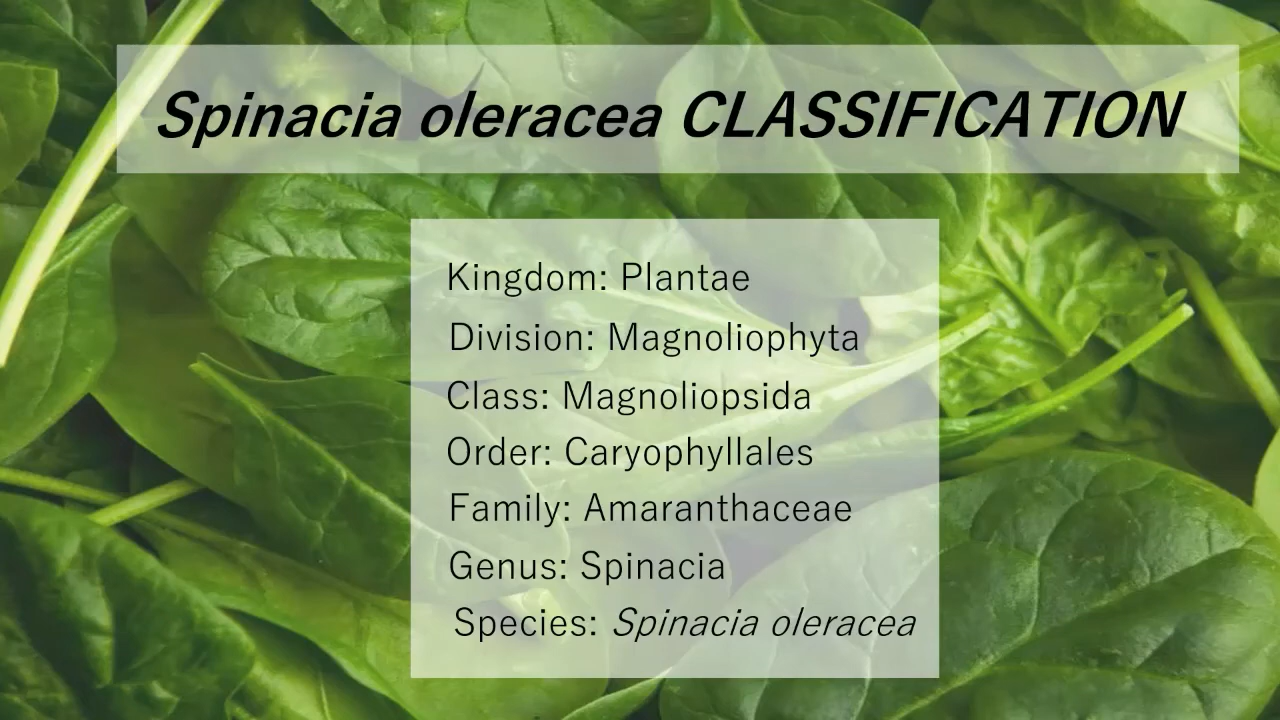 Spinacia oleracea CLASSIFICATION
Kingdom: Plantae
Division: Magnoliophyta
Class: Magnoliopsida
Order: Caryophyllales
Family: Amaranthaceae
Genus: Spinacia
Species: Spinacia oleracea